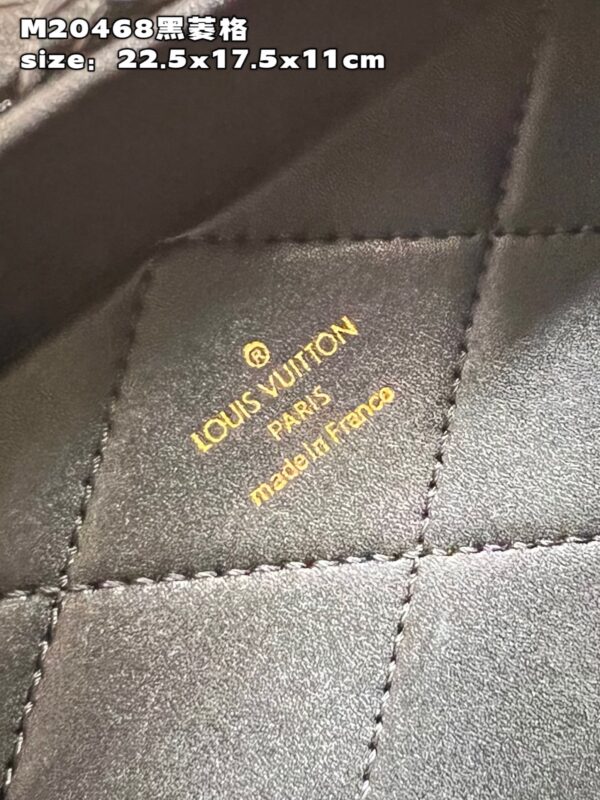 M20468黑菱格
size：22.5x17.5x11cm
®
LOUIS VUITTON
PARIS
made in France